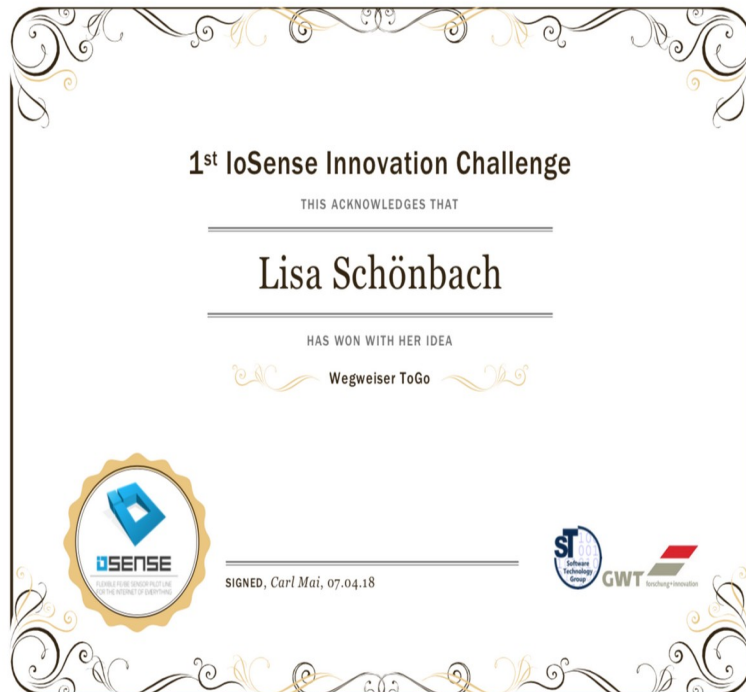 1st IoSense Innovation Challenge
THIS ACKNOWLEDGES THAT
Lisa Schönbach
HAS WON WITH HER IDEA
Wegweiser ToGo
IOSENSE
FLEXIBLE FE/BE SENSOR PILOT LINE
FOR THE INTERNET OF EVERYTHING
SIGNED, Carl Mai, 07.04.18
ST
Software
Technology
Group
GWT
forschung+innovation